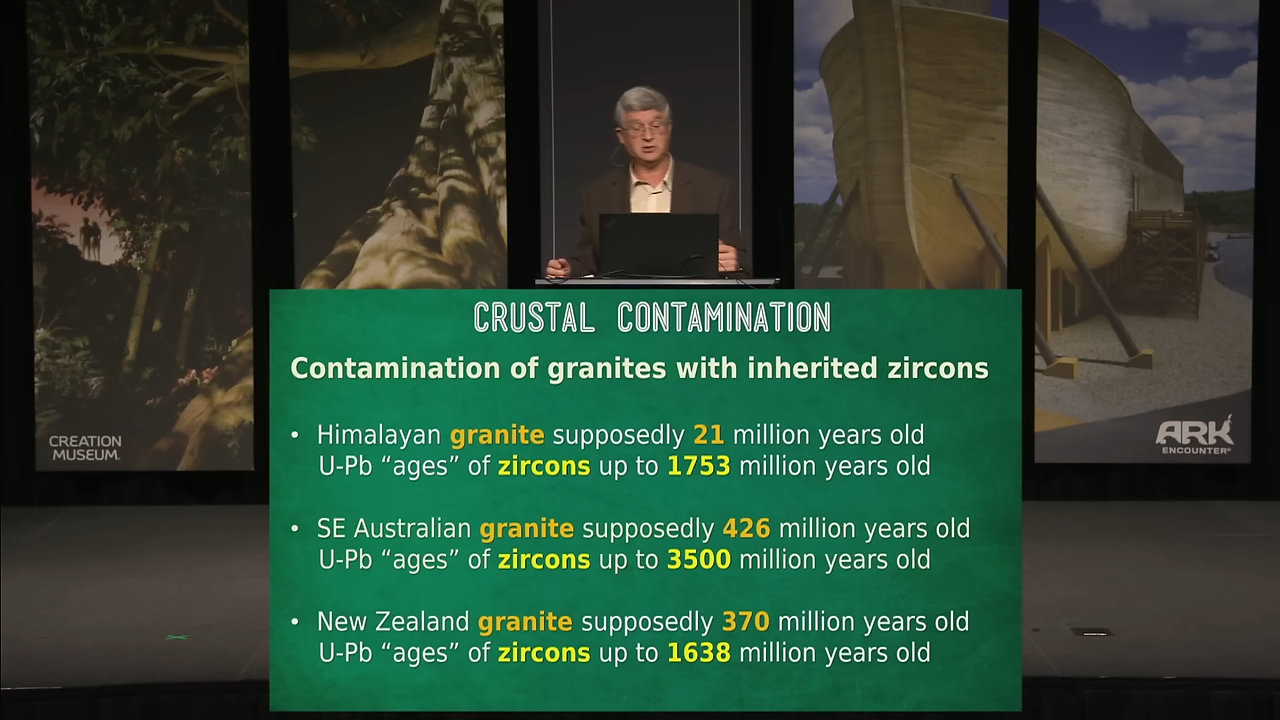 CRUSTAL CONTAMINATION
Contamination of granites with inherited zircons
• Himalayan granite supposedly 21 million years old
U-Pb “ages” of zircons up to 1753 million years old
• SE Australian granite supposedly 426 million years old
U-Pb “ages” of zircons up to 3500 million years old
• New Zealand granite supposedly 370 million years old
U-Pb “ages” of zircons up to 1638 million years old
CREATION
MUSEUM.
ARK
ENCOUNTER®